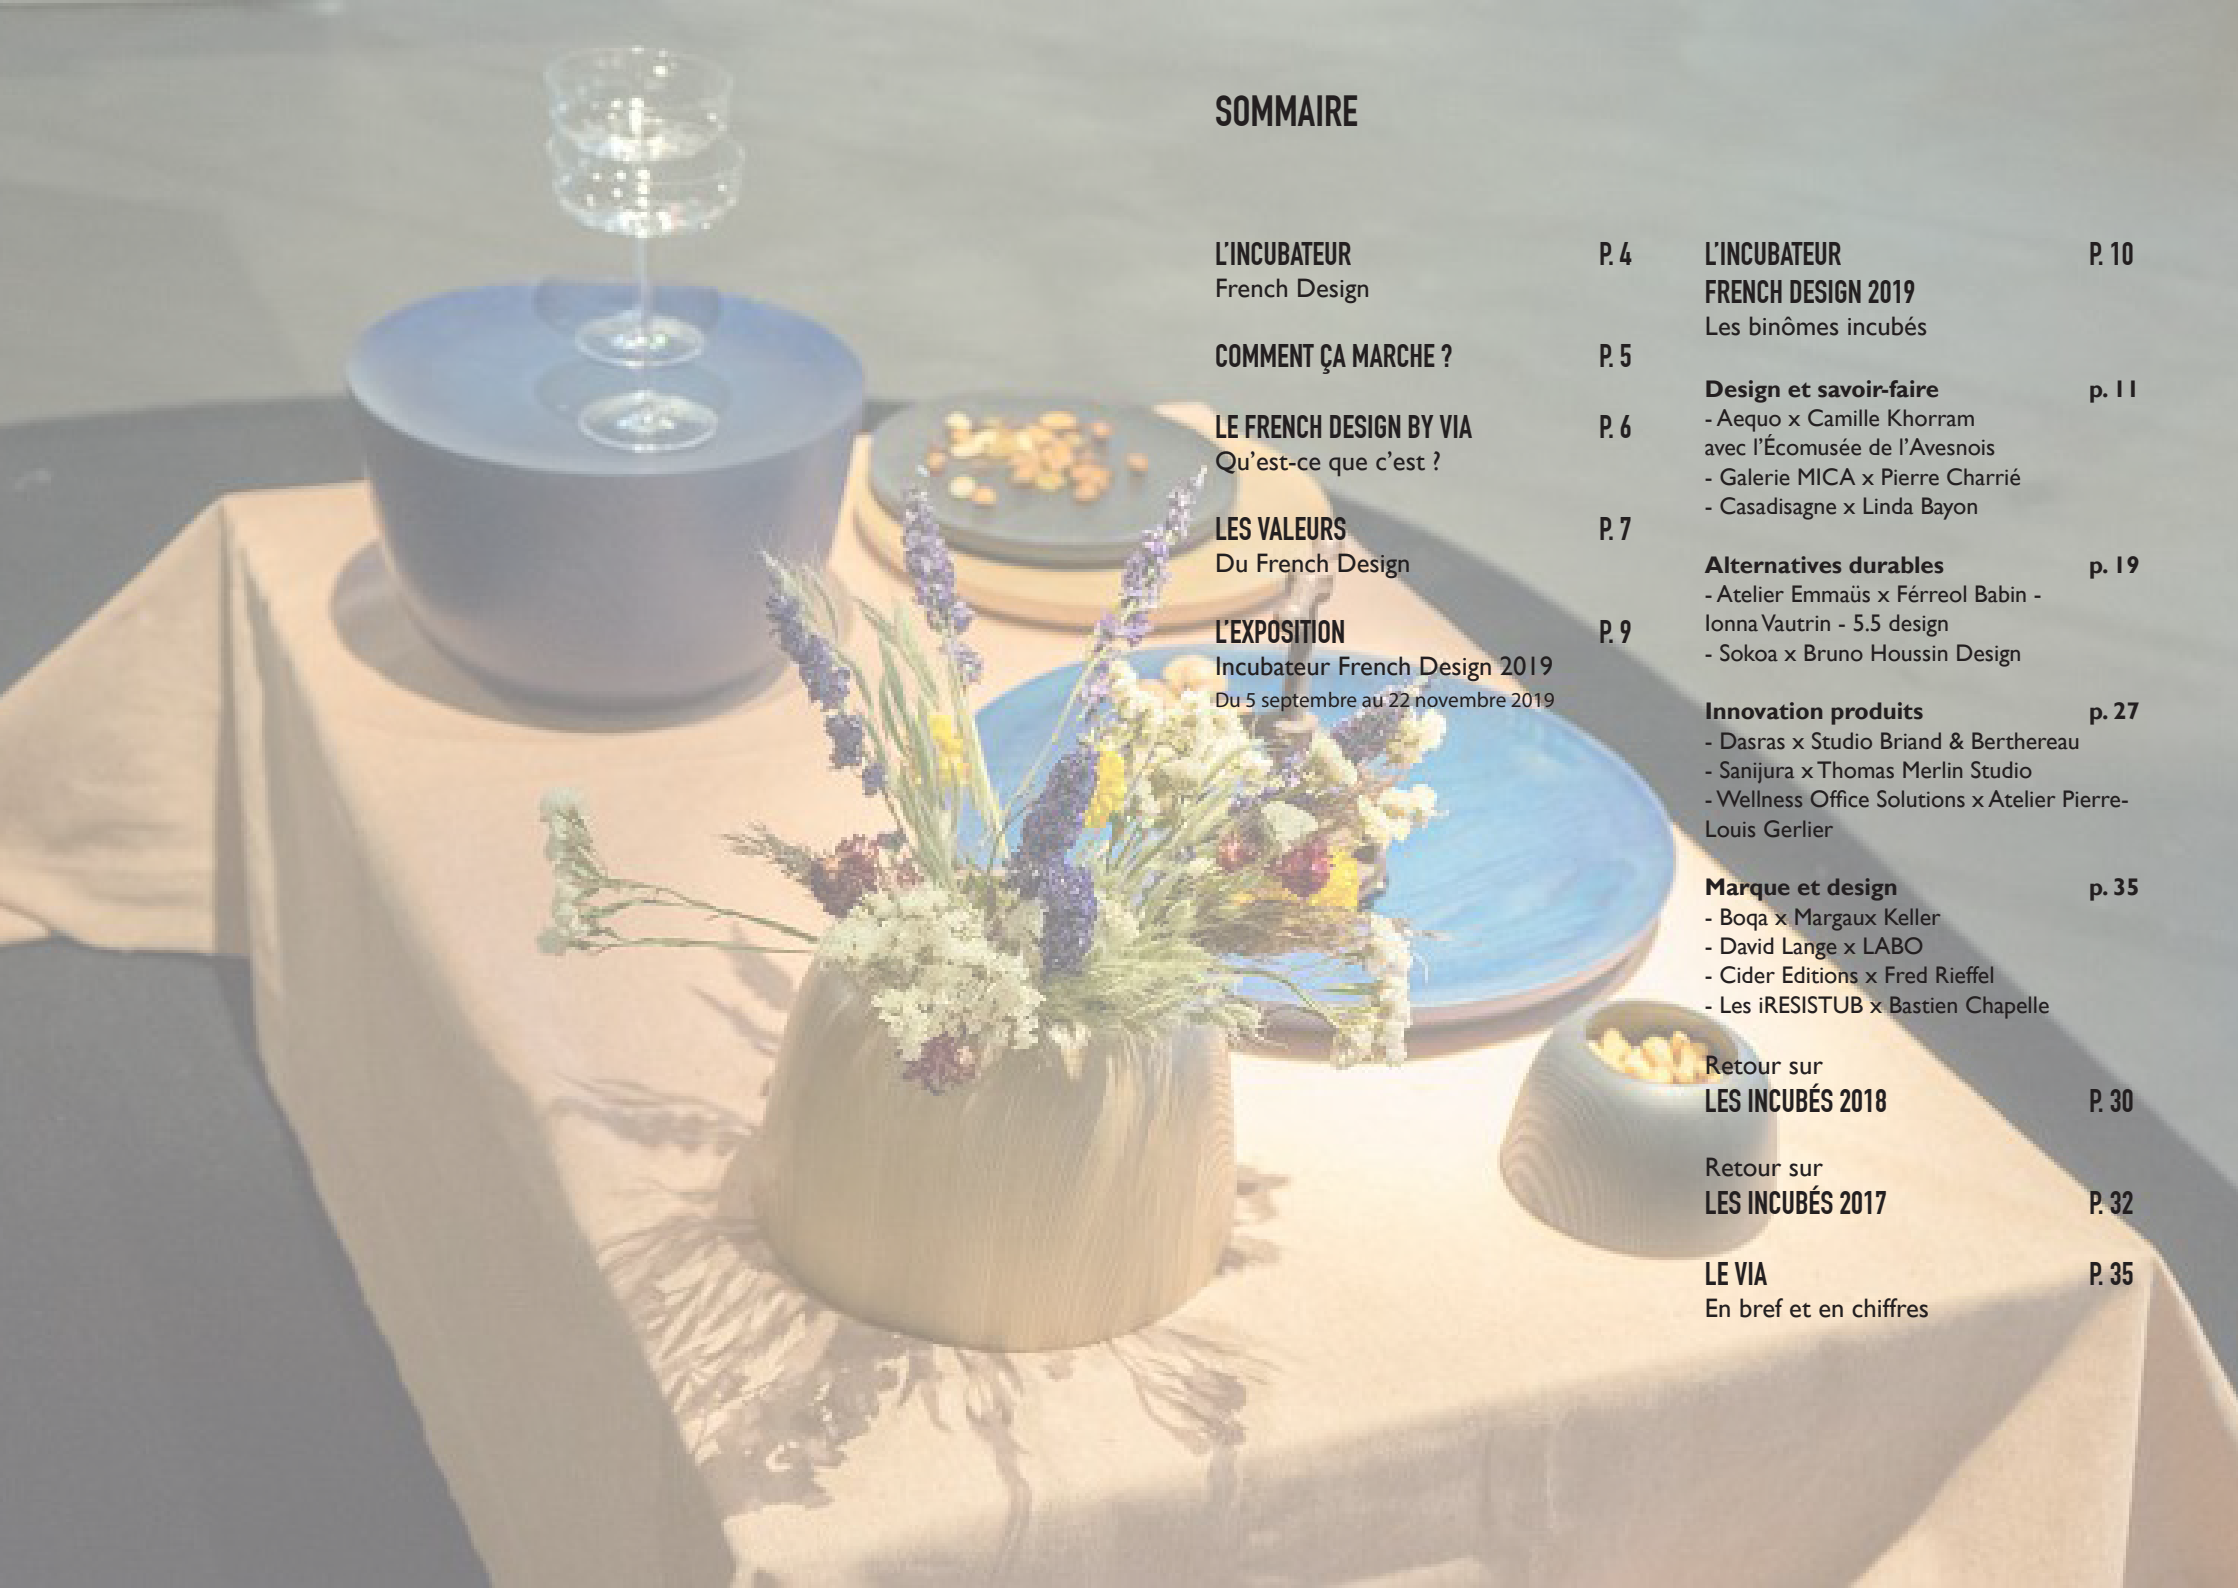 SOMMAIRE
L'INCUBATEUR P. 4
French Design
COMMENT ÇA MARCHE ? P. 5
LE FRENCH DESIGN BY VIA P. 6
Qu'est-ce que c'est ?
LES VALEURS P. 7
Du French Design
L'EXPOSITION P. 9
Incubateur French Design 2019
Du 5 septembre au 22 novembre 2019
L'INCUBATEUR P. 10
FRENCH DESIGN 2019
Les binômes incubés
Design et savoir-faire p. 11
- Aequo x Camille Khorram
avec l'Écomusée de l'Avesnois
- Galerie MICA x Pierre Charrié
- Casadisagne x Linda Bayon
Alternatives durables p. 19
- Atelier Emmaüs x Férreol Babin -
Ionna Vautrin - 5.5 design
- Sokoa x Bruno Houssin Design
Innovation produits p. 27
- Dasras x Studio Briand & Berthereau
- Sanijura x Thomas Merlin Studio
- Wellness Office Solutions x Atelier Pierre-
Louis Gerlier
Marque et design p. 35
- Boqa x Margaux Keller
- David Lange x LABO
- Cider Editions x Fred Rieffel
- Les iRESISTUB x Bastien Chapelle
Retour sur
LES INCUBÉS 2018 P. 30
Retour sur
LES INCUBÉS 2017 P. 32
LE VIA P. 35
En bref et en chiffres